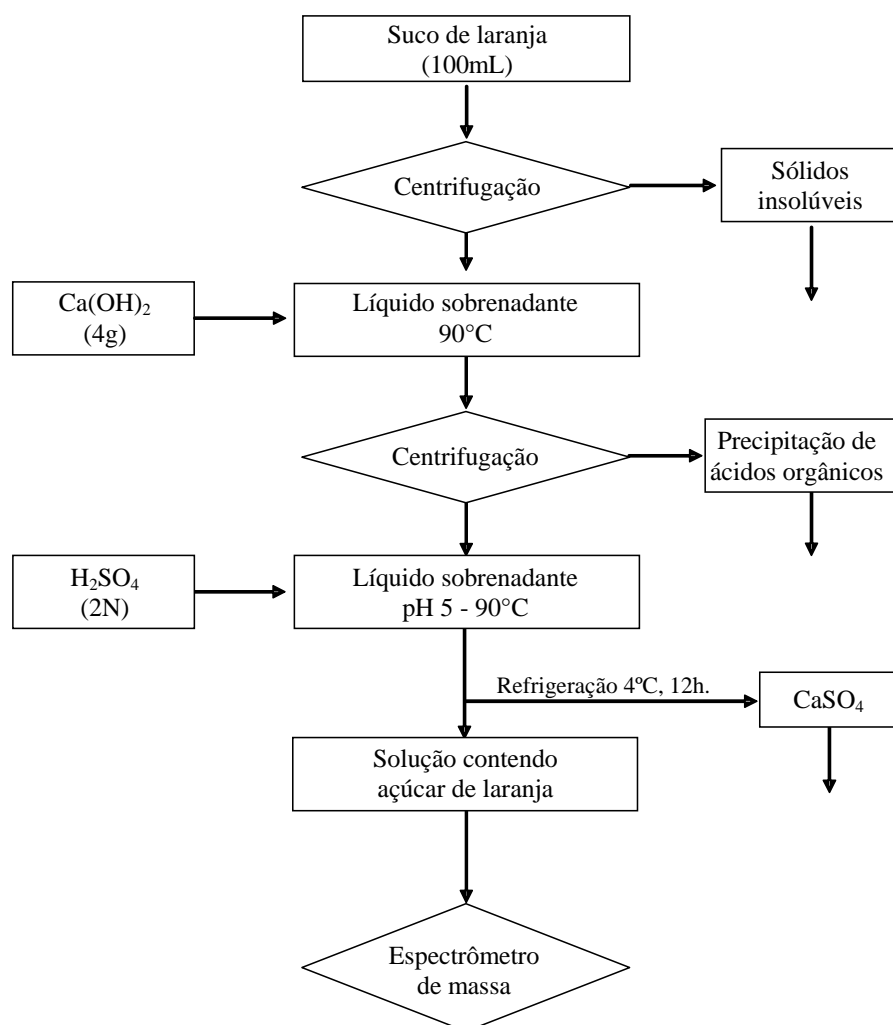 Suco de laranja
(100mL)
Centrifugação
Sólidos
insolúveis
Ca(OH)₂
(4g)
Líquido sobrenadante
90°C
Centrifugação
Precipitação de
ácidos orgânicos
H₂SO₄
(2N)
Líquido sobrenadante
pH 5 - 90°C
Refrigeração 4ºC, 12h.
CaSO₄
Solução contendo
açúcar de laranja
Espectrômetro
de massa